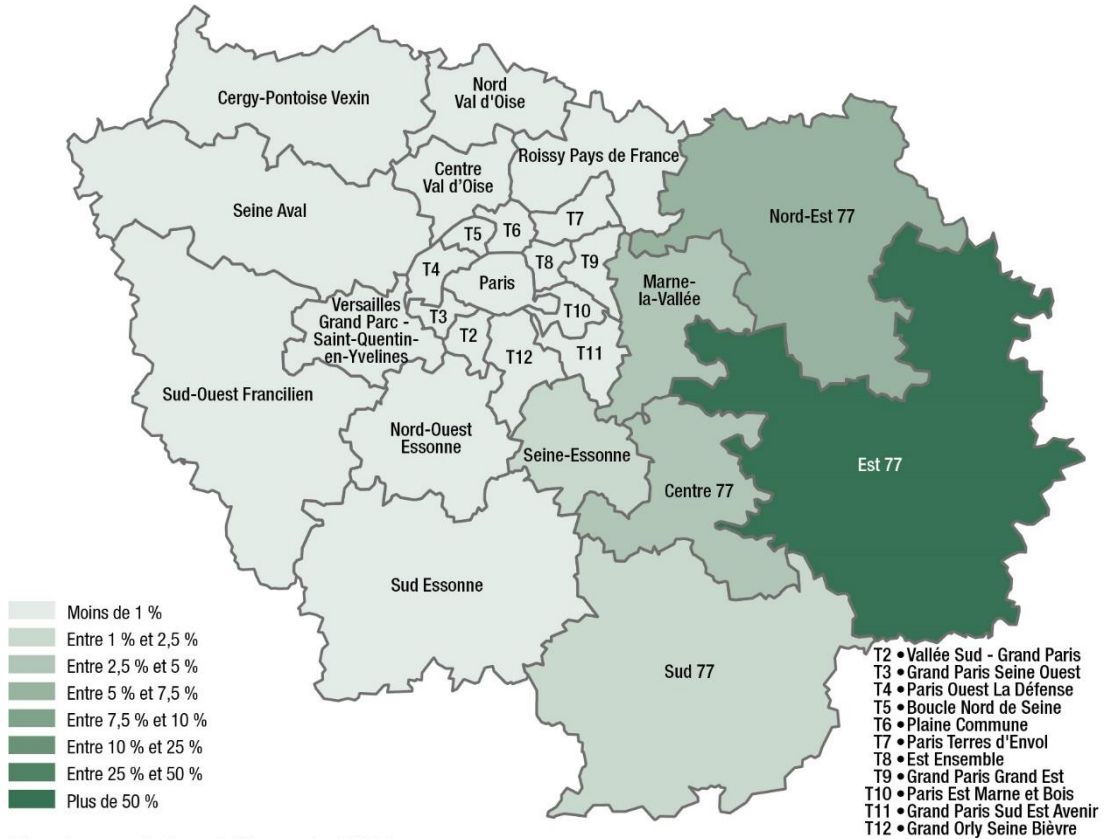 Cergy-Pontoise Vexin
Nord
Val d'Oise
Roissy Pays de France
Centre
Val d'Oise
Seine Aval
T7
T6
T5
T8
T9
T4
Paris
Nord-Est 77
Marne-
la-Vallée
Versailles
Grand Parc -
Saint-Quentin-
en-Yvelines
T3
T10
T2
T12
T11
Sud-Ouest Francilien
Nord-Ouest
Essonne
Seine-Essonne
Est 77
Centre 77
Sud Essonne
Sud 77
Moins de 1 %
Entre 1 % et 2,5 %
Entre 2,5 % et 5 %
Entre 5 % et 7,5 %
Entre 7,5 % et 10 %
Entre 10 % et 25 %
Entre 25 % et 50 %
Plus de 50 %
T2 • Vallée Sud - Grand Paris
T3 • Grand Paris Seine Ouest
T4 • Paris Ouest La Défense
T5 • Boucle Nord de Seine
T6 • Plaine Commune
T7 • Paris Terres d'Envol
T8 • Est Ensemble
T9 • Grand Paris Grand Est
T10 • Paris Est Marne et Bois
T11 • Grand Paris Sud Est Avenir
T12 • Grand Orly Seine Bièvre